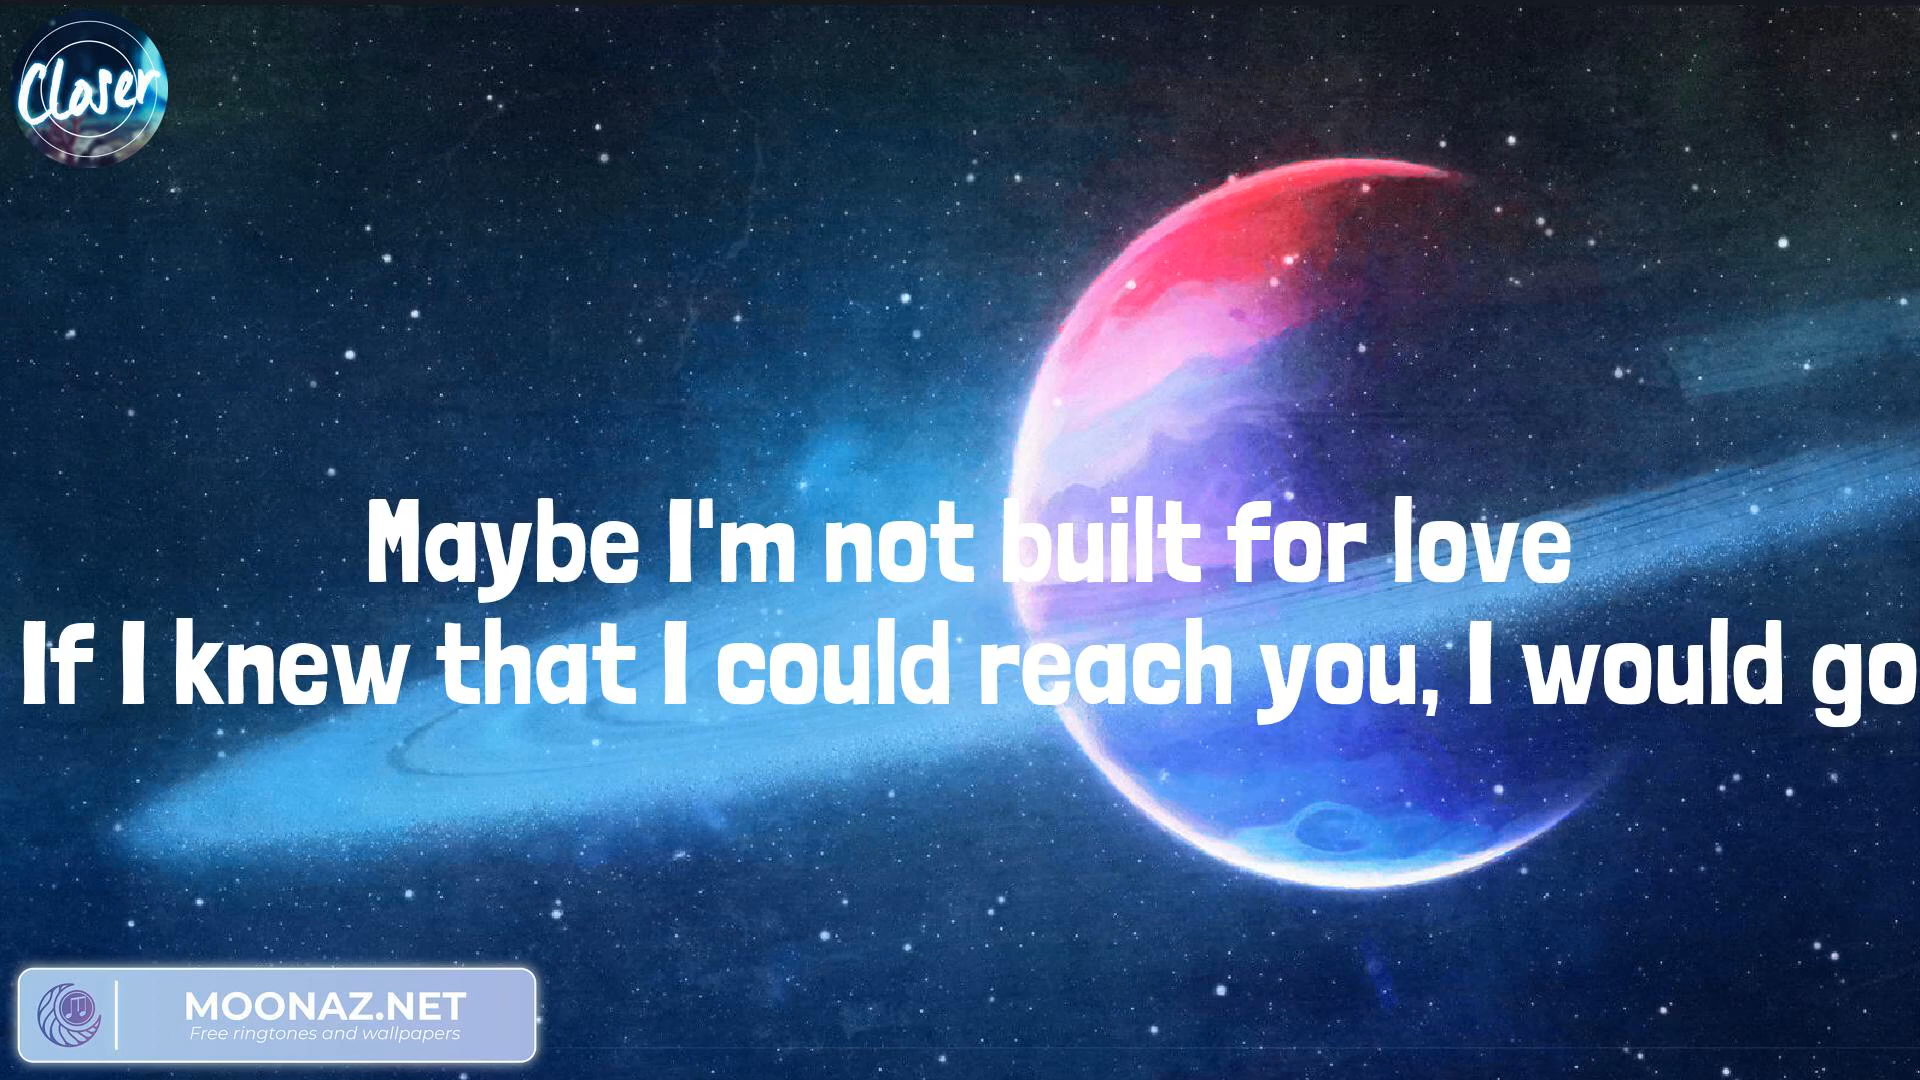 Closer
Maybe I'm not built for love
If I knew that I could reach you, I would go
MOONAZ.NET
Free ringtones and wallpapers